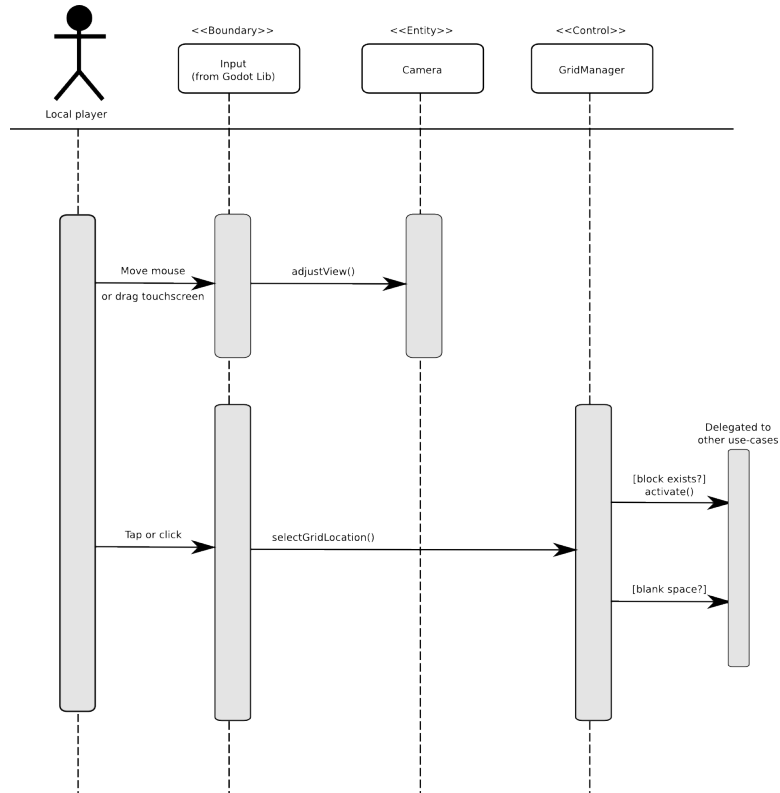 <<Boundary>>
<<Entity>>
<<Control>>
Input
(from Godot Lib)
Camera
GridManager
Local player
Move mouse
or drag touchscreen
adjustView()
Delegated to
other use-cases
[block exists?]
activate()
Tap or click
selectGridLocation()
[blank space?]